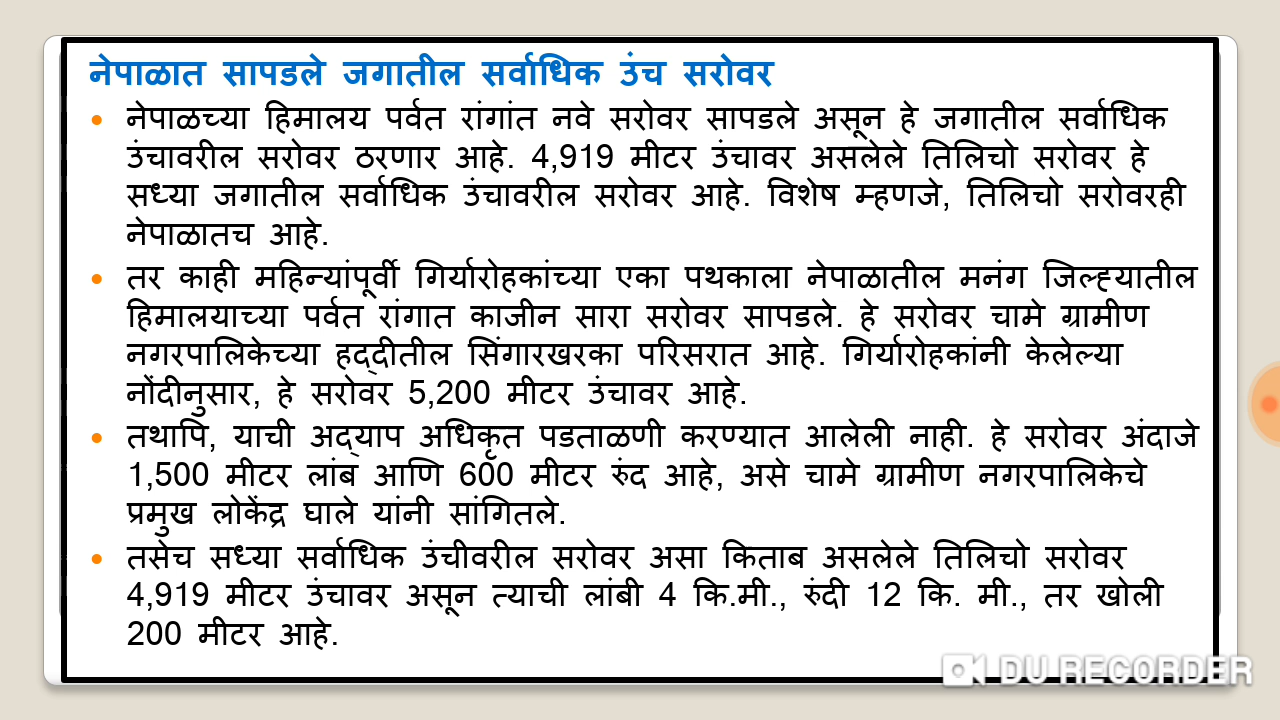 नेपाळात सापडले जगातील सर्वाधिक उंच सरोवर
• नेपाळच्या हिमालय पर्वत रांगांत नवे सरोवर सापडले असून हे जगातील सर्वाधिक
उंचावरील सरोवर ठरणार आहे. 4,919 मीटर उंचावर असलेले तिलिचो सरोवर हे
सध्या जगातील सर्वाधिक उंचावरील सरोवर आहे. विशेष म्हणजे, तिलिचो सरोवरही
नेपाळातच आहे.
• तर काही महिन्यांपूर्वी गिर्यारोहकांच्या एका पथकाला नेपाळातील मनंग जिल्ह्यातील
हिमालयाच्या पर्वत रांगात काजीन सारा सरोवर सापडले. हे सरोवर चामे ग्रामीण
नगरपालिकेच्या हद्दीतील सिंगारखरका परिसरात आहे. गिर्यारोहकांनी केलेल्या
नोंदीनुसार, हे सरोवर 5,200 मीटर उंचावर आहे.
• तथापि, याची अद्याप अधिकृत पडताळणी करण्यात आलेली नाही. हे सरोवर अंदाजे
1,500 मीटर लांब आणि 600 मीटर रुंद आहे, असे चामे ग्रामीण नगरपालिकेचे
प्रमुख लोकेंद्र घाले यांनी सांगितले.
• तसेच सध्या सर्वाधिक उंचीवरील सरोवर असा किताब असलेले तिलिचो सरोवर
4,919 मीटर उंचावर असून त्याची लांबी 4 कि.मी., रुंदी 12 कि. मी., तर खोली
200 मीटर आहे.
DU RECORDER